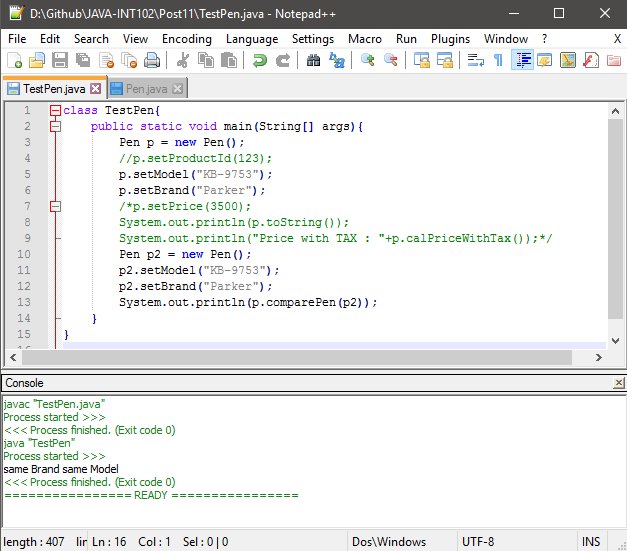 D:\Github\JAVA-INT102\Post11\TestPen.java - Notepad++
File Edit Search View Encoding Language Settings Macro Run Plugins Window ? X
TestPen.java Pen.java
1 class TestPen{
2 public static void main(String[] args){
3 Pen p = new Pen();
4 //p.setProductId(123);
5 p.setModel("KB-9753");
6 p.setBrand("Parker");
7 /*p.setPrice(3500);
8 System.out.println(p.toString());
9 System.out.println("Price with TAX : "+p.calPriceWithTax());*/
10 Pen p2 = new Pen();
11 p2.setModel("KB-9753");
12 p2.setBrand("Parker");
13 System.out.println(p.comparePen(p2));
14 }
15 }
16
Console
javac "TestPen.java"
Process started >>>
<<< Process finished. (Exit code 0)
java "TestPen"
Process started >>>
same Brand same Model
<<< Process finished. (Exit code 0)
================ READY ================
length : 407 lin Ln : 16 Col : 1 Sel : 0 | 0 Dos\Windows UTF-8 INS